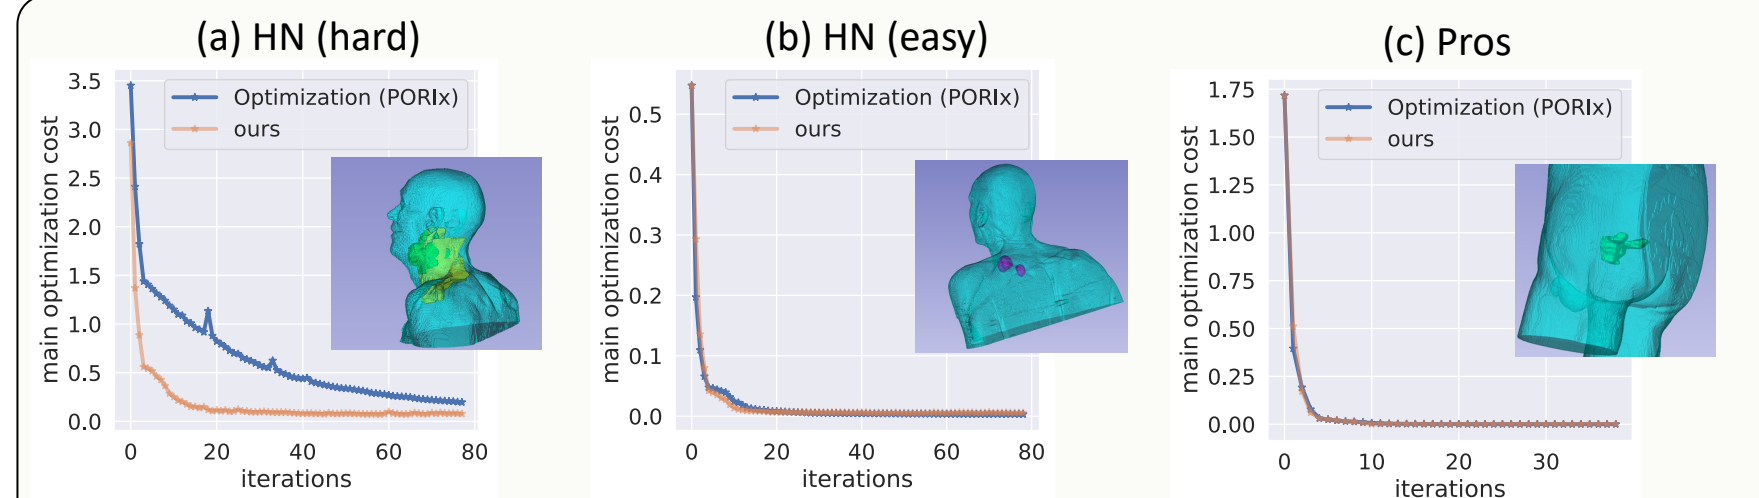 (a) HN (hard)
main optimization cost
3.5
3.0
2.5
2.0
1.5
1.0
0.5
0.0
Optimization (PORIx)
ours
0 20 40 60 80
iterations
(b) HN (easy)
main optimization cost
0.5
0.4
0.3
0.2
0.1
0.0
Optimization (PORIx)
ours
0 20 40 60 80
iterations
(c) Pros
main optimization cost
1.75
1.50
1.25
1.00
0.75
0.50
0.25
0.00
Optimization (PORIx)
ours
0 10 20 30
iterations